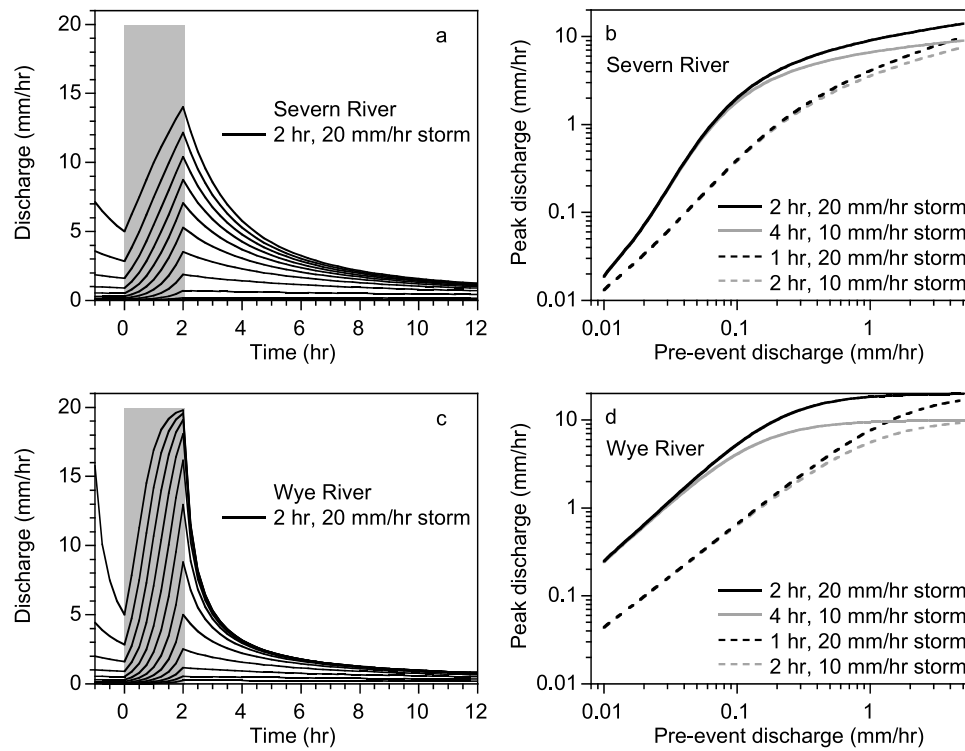 a
Severn River
2 hr, 20 mm/hr storm
Discharge (mm/hr)
20
15
10
5
0
0 2 4 6 8 10 12
Time (hr)
b
Severn River
Peak discharge (mm/hr)
10
1
0.1
0.01
2 hr, 20 mm/hr storm
4 hr, 10 mm/hr storm
1 hr, 20 mm/hr storm
2 hr, 10 mm/hr storm
0.01 0.1 1
Pre-event discharge (mm/hr)
c
Wye River
2 hr, 20 mm/hr storm
Discharge (mm/hr)
20
15
10
5
0
0 2 4 6 8 10 12
Time (hr)
d
Wye River
Peak discharge (mm/hr)
10
1
0.1
0.01
2 hr, 20 mm/hr storm
4 hr, 10 mm/hr storm
1 hr, 20 mm/hr storm
2 hr, 10 mm/hr storm
0.01 0.1 1
Pre-event discharge (mm/hr)